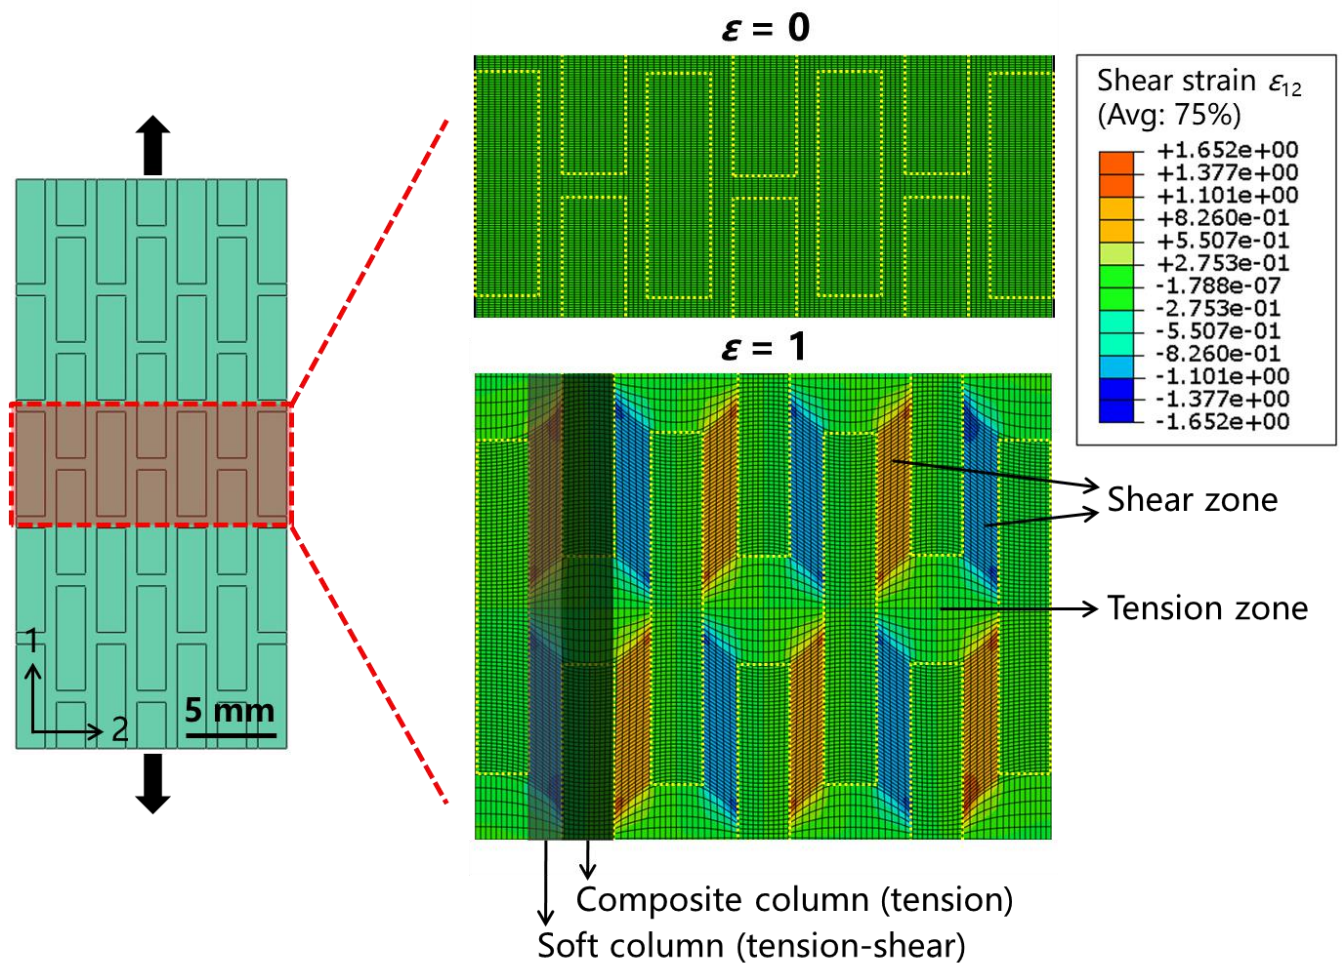 ε = 0
Shear strain ε12
(Avg: 75%)
+1.652e+00
+1.377e+00
+1.101e+00
+8.260e-01
+5.507e-01
+2.753e-01
-1.788e-07
-2.753e-01
-5.507e-01
-8.260e-01
-1.101e+00
-1.377e+00
-1.652e+00
ε = 1
Shear zone
Tension zone
1
2
5 mm
Composite column (tension)
Soft column (tension-shear)